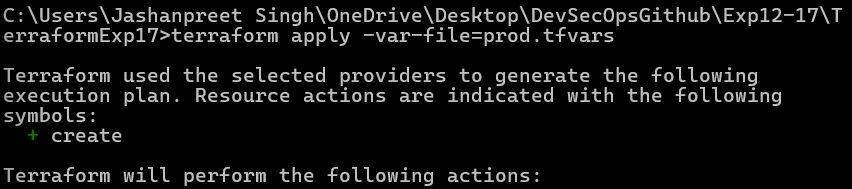 C:\Users\Jashanpreet Singh\OneDrive\Desktop\DevSecOpsGithub\Exp12-17\T
erraformExp17>terraform apply -var-file=prod.tfvars
Terraform used the selected providers to generate the following
execution plan. Resource actions are indicated with the following
symbols:
+ create
Terraform will perform the following actions: